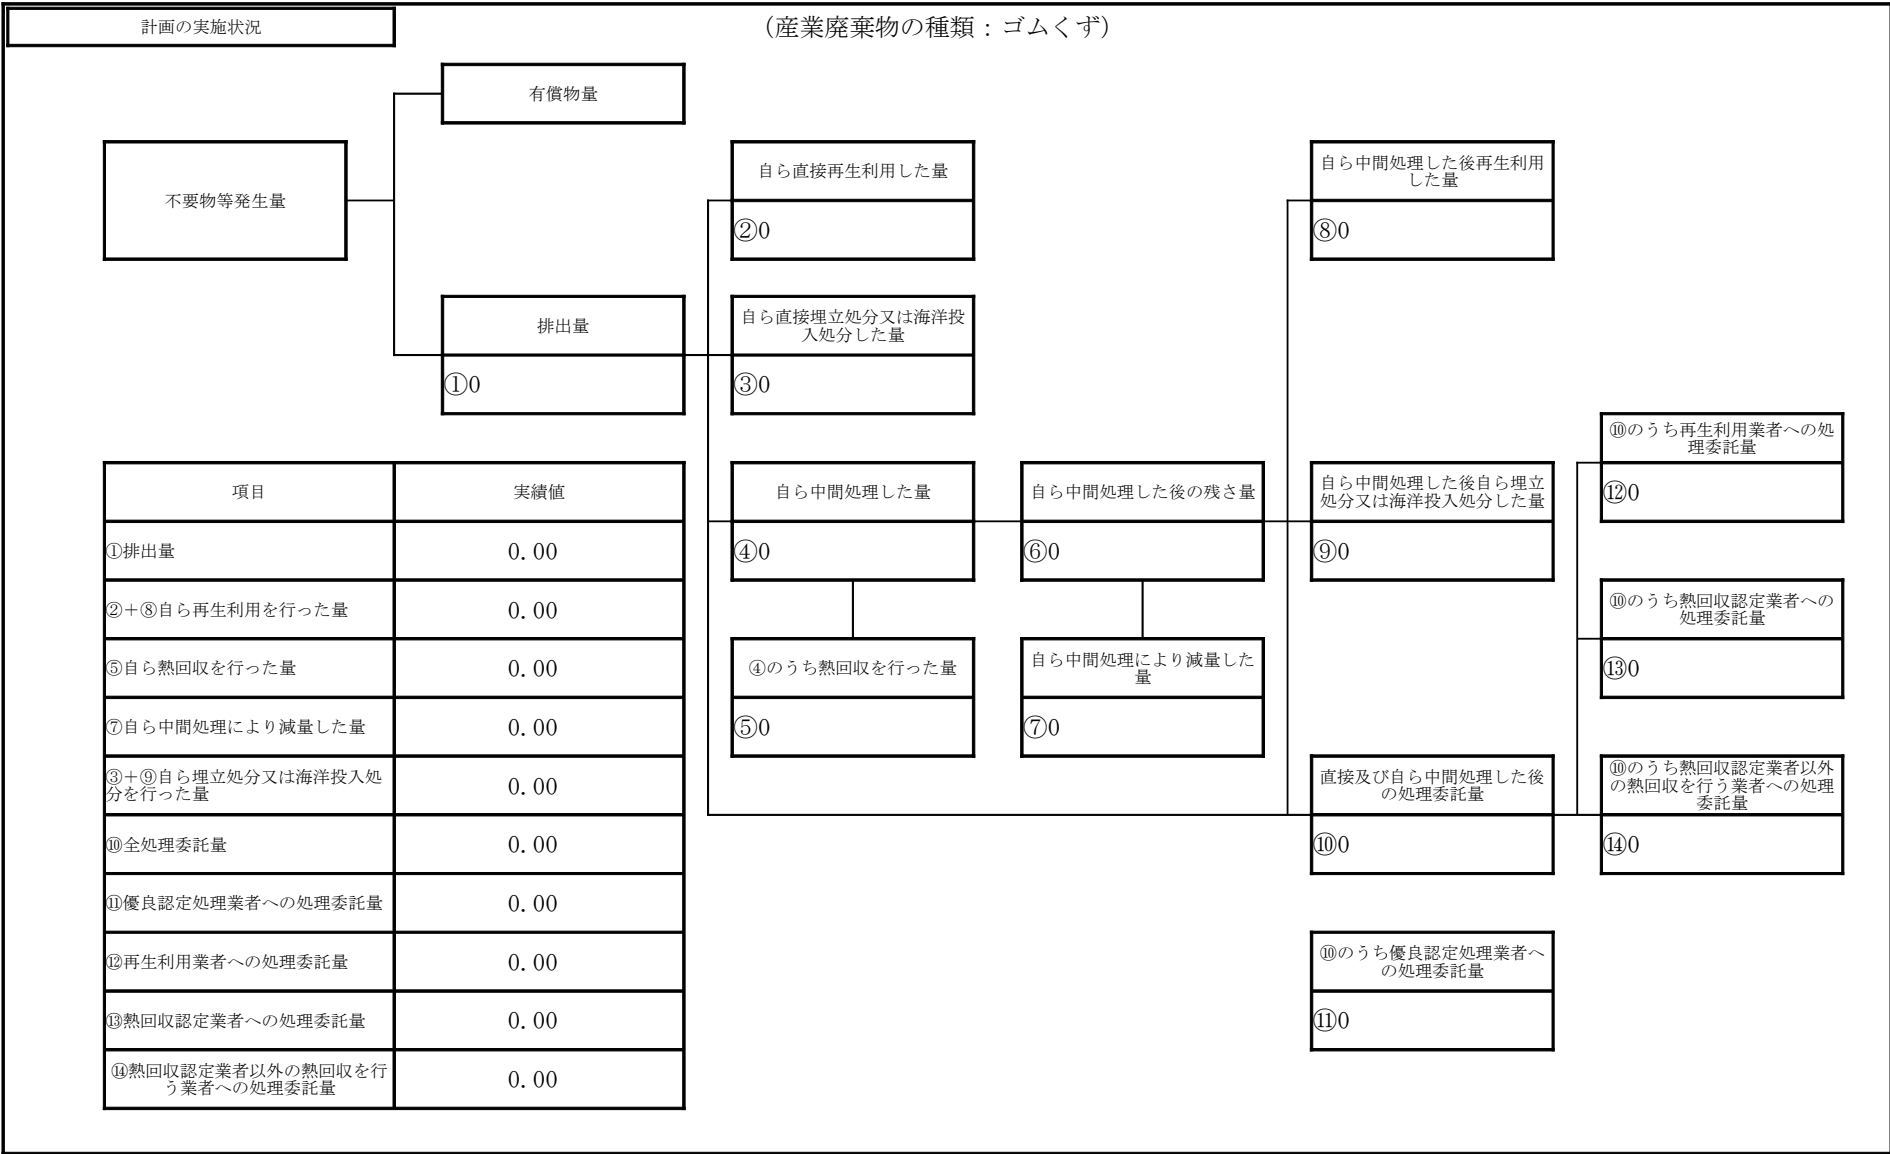 計画の実施状況
（産業廃棄物の種類：ゴムくず）
有償物量
不要物等発生量
自ら直接再生利用した量
②0
自ら中間処理した後再生利用
した量
⑧0
排出量
①0
自ら直接埋立処分又は海洋投
入処分した量
③0
⑩のうち再生利用業者への処
理委託量
⑫0
自ら中間処理した量
④0
自ら中間処理した後の残さ量
⑥0
自ら中間処理した後自ら埋立
処分又は海洋投入処分した量
⑨0
⑩のうち熱回収認定業者への
処理委託量
⑬0
④のうち熱回収を行った量
⑤0
自ら中間処理により減量した
量
⑦0
直接及び自ら中間処理した後
の処理委託量
⑩0
⑩のうち熱回収認定業者以外
の熱回収を行う業者への処理
委託量
⑭0
⑩のうち優良認定処理業者へ
の処理委託量
⑪0
項目 実績値
①排出量 0.00
②＋⑧自ら再生利用を行った量 0.00
⑤自ら熱回収を行った量 0.00
⑦自ら中間処理により減量した量 0.00
③＋⑨自ら埋立処分又は海洋投入処
分を行った量 0.00
⑩全処理委託量 0.00
⑪優良認定処理業者への処理委託量 0.00
⑫再生利用業者への処理委託量 0.00
⑬熱回収認定業者への処理委託量 0.00
⑭熱回収認定業者以外の熱回収を行
う業者への処理委託量 0.00